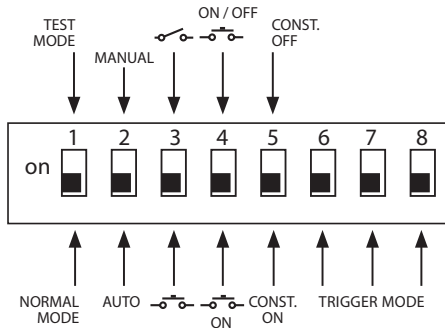 ON / OFF
TEST
MODE
CONST.
OFF
MANUAL
1 2 3 4 5 6 7 8
on
NORMAL
MODE
AUTO
ON
CONST.
ON
TRIGGER MODE